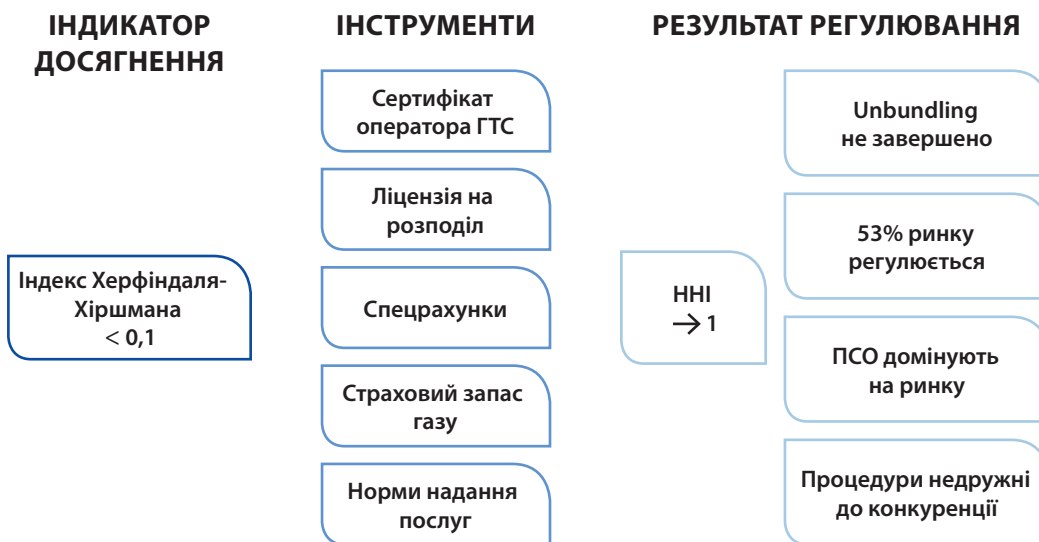 ІНДИКАТОР
ДОСЯГНЕННЯ
Індекс Херфіндаля-
Хіршмана
< 0,1
ІНСТРУМЕНТИ
Сертифікат
оператора ГТС
Ліцензія на
розподіл
Спецрахунки
Страховий запас
газу
Норми надання
послуг
РЕЗУЛЬТАТ РЕГУЛЮВАННЯ
ННІ
→ 1
Unbundling
не завершено
53% ринку
регулюється
ПСО домінують
на ринку
Процедури недружні
до конкуренції